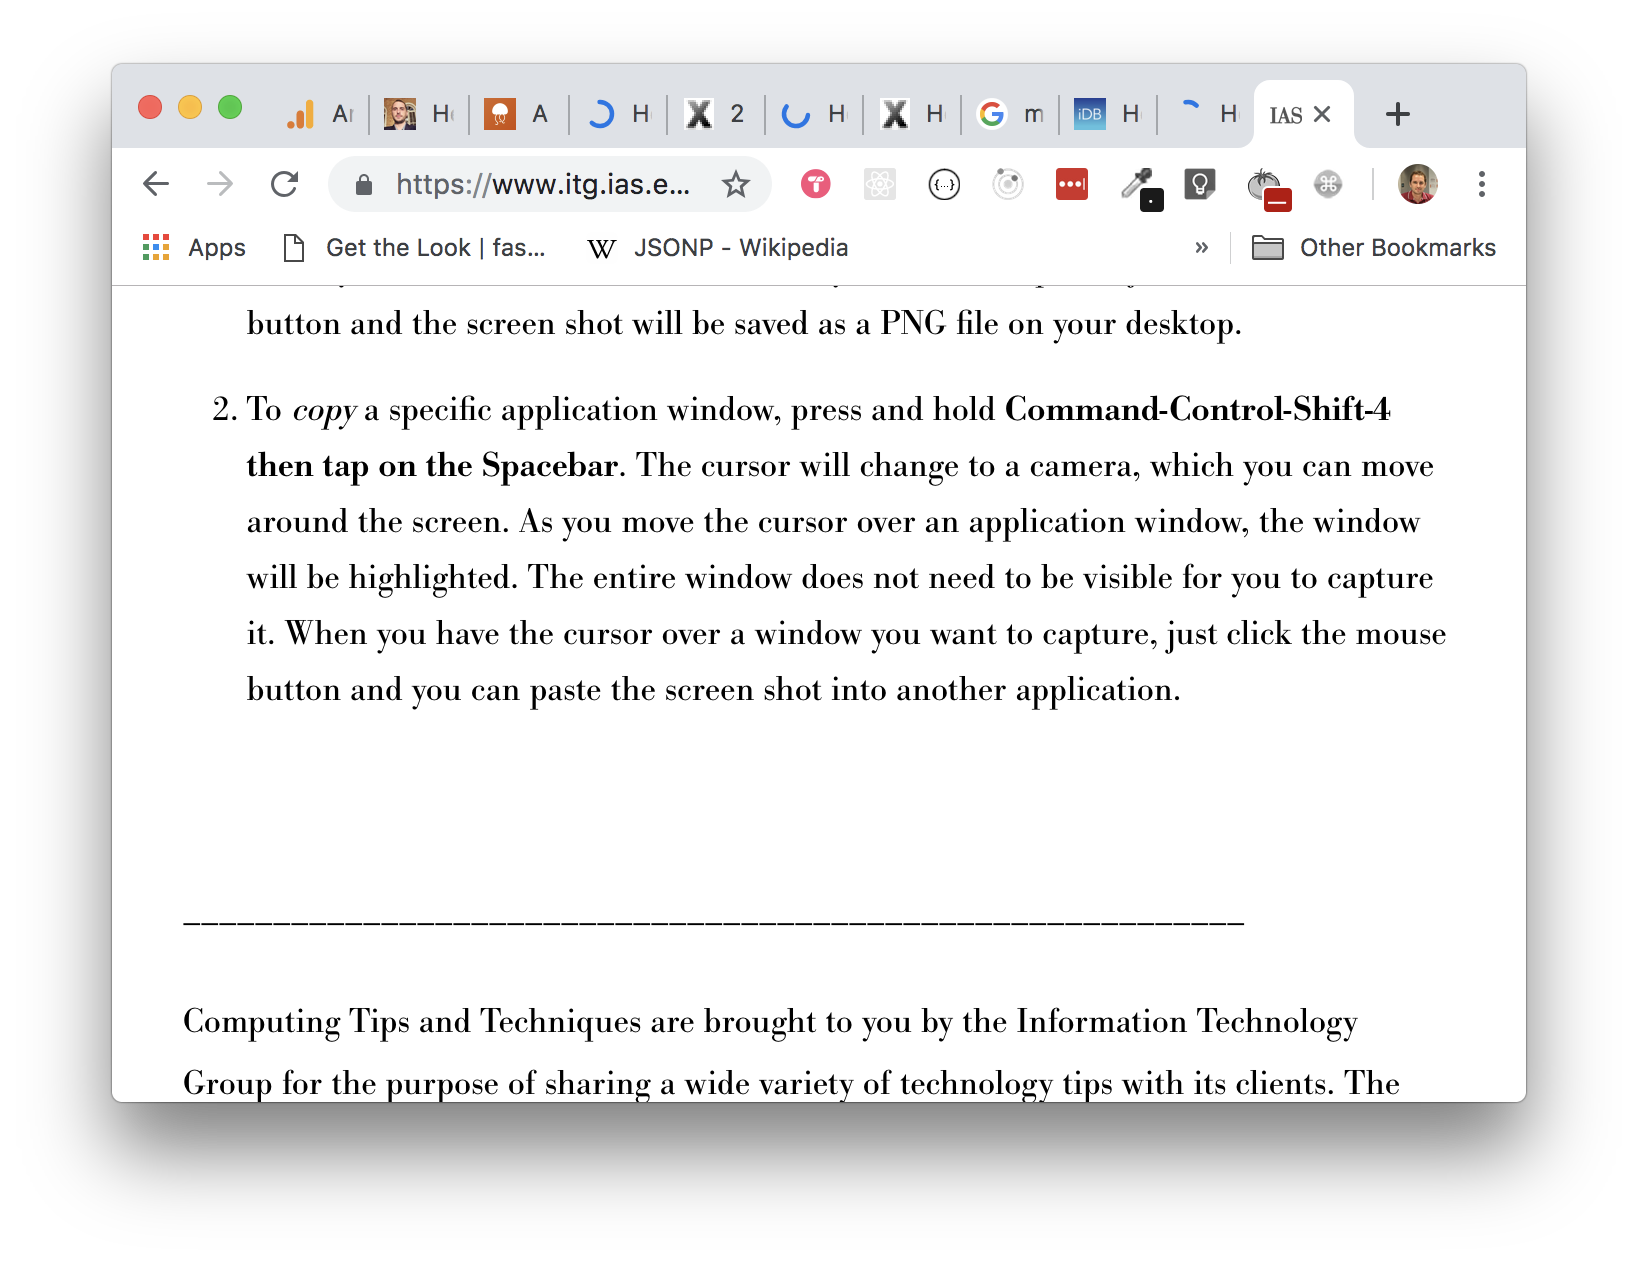 Ar H A H X 2 H X H G m iDB H H IAS
https://www.itg.ias.e...
Apps Get the Look | fas... W JSONP - Wikipedia » Other Bookmarks
button and the screen shot will be saved as a PNG file on your desktop.
2. To copy a specific application window, press and hold Command-Control-Shift-4
then tap on the Spacebar. The cursor will change to a camera, which you can move
around the screen. As you move the cursor over an application window, the window
will be highlighted. The entire window does not need to be visible for you to capture
it. When you have the cursor over a window you want to capture, just click the mouse
button and you can paste the screen shot into another application.
Computing Tips and Techniques are brought to you by the Information Technology
Group for the purpose of sharing a wide variety of technology tips with its clients. The